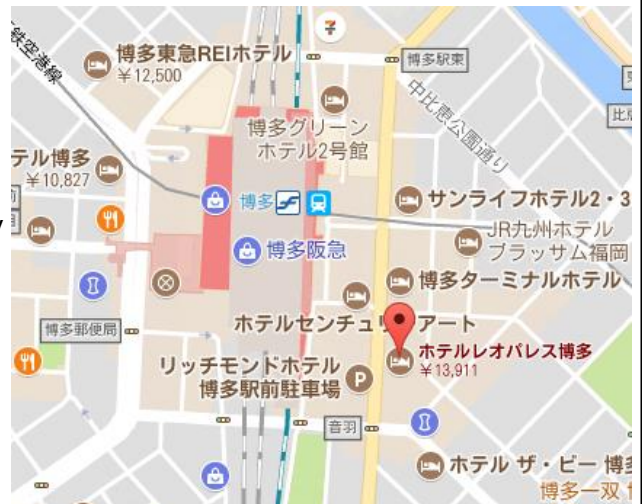 鉄空港線
博多東急REIホテル
￥12,500
博多駅東
中比恵公園通り
博多グリーン
ホテル2号館
テル博多
￥10,827
博多
サンライフホテル2・3
JR九州ホテル
ブラッサム福岡
博多阪急
博多ターミナルホテル
博多郵便局
ホテルセンチュリ
アート
ホテルレオパレス博多
￥13,911
リッチモンドホテル
博多駅前駐車場
P
音羽
ホテル ザ・ビー 博多
博多一双